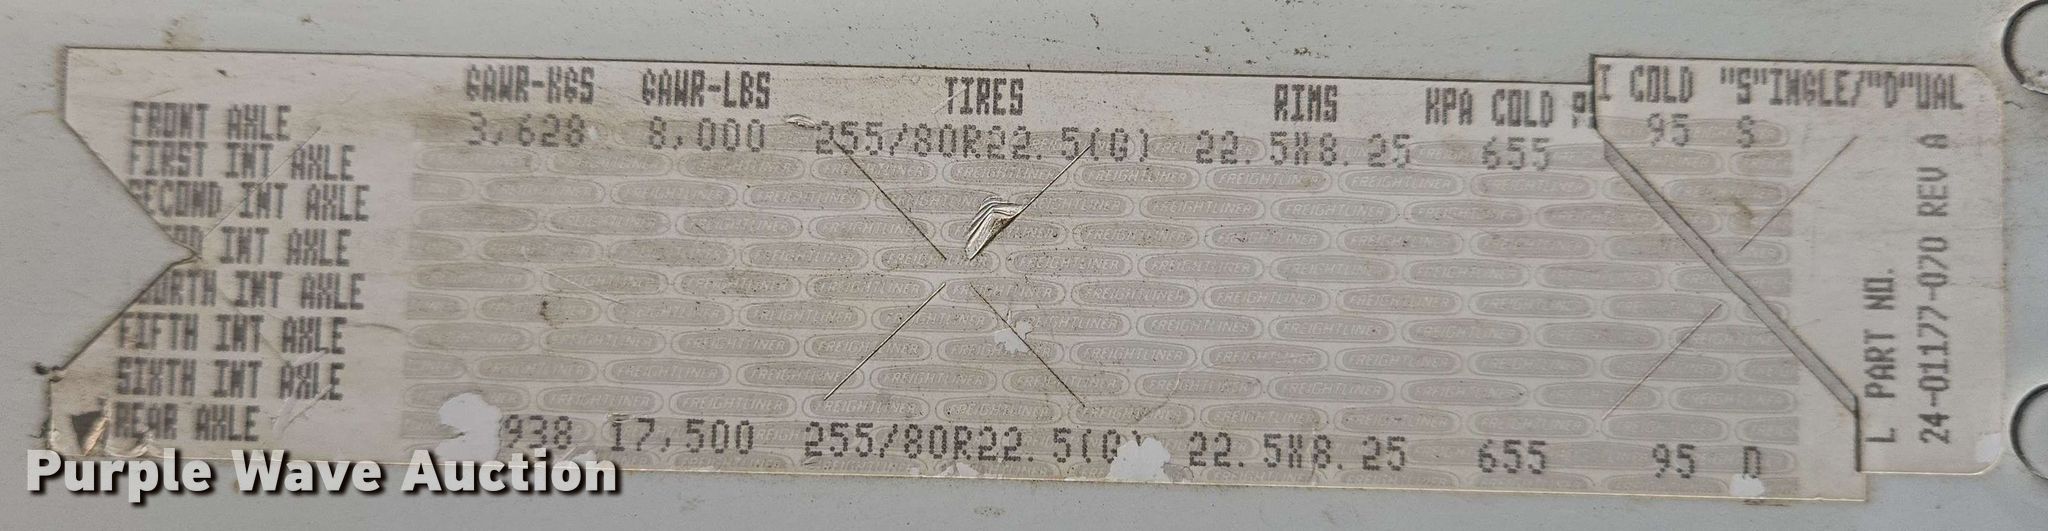 GAWR-KGS GAWR-LBS TIRES RIMS KPA COLD I COLD "S"INGLE/"D"UAL
FRONT AXLE 3,628 8,000 255/80R22.5(G) 22.5X8.25 655 95 S
FIRST INT AXLE
SECOND INT AXLE
INT AXLE
INT AXLE
FIFTH INT AXLE
SIXTH INT AXLE
REAR AXLE 938 17,500 255/80R22.5(G) 22.5X8.25 655 95 D
L PART NO.
24-01177-070 REV A
FREIGHTLINER
Purple Wave Auction